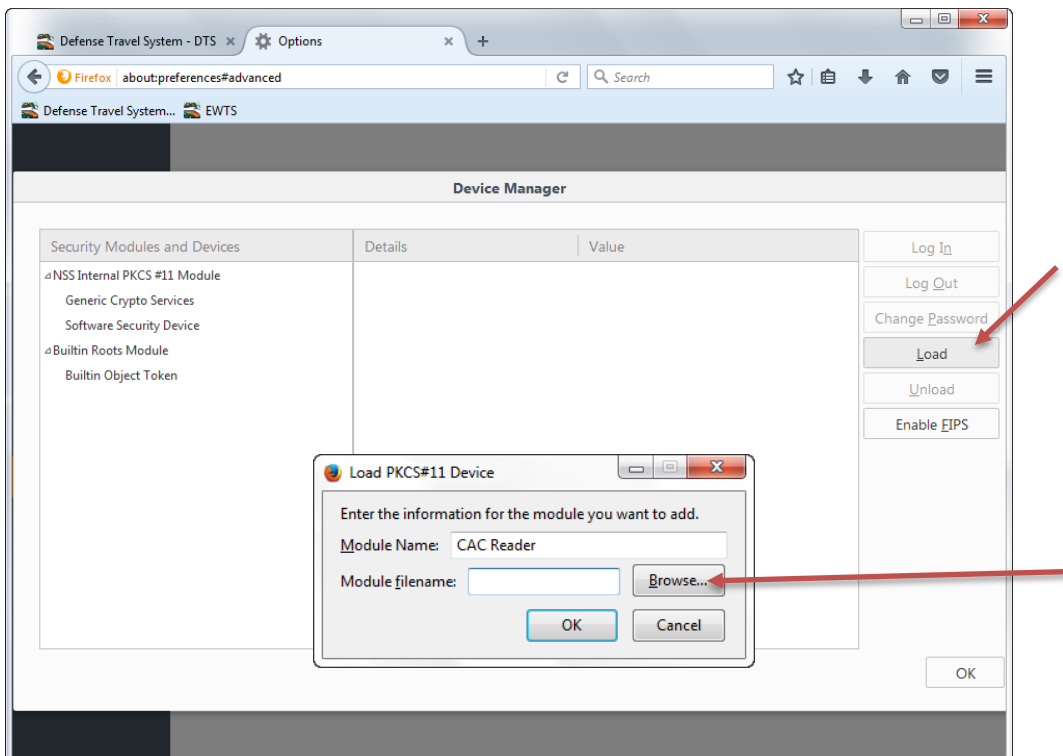 Defense Travel System - DTS
Options
Firefox about:preferences#advanced
Search
Defense Travel System... EWTS
Device Manager
Security Modules and Devices Details Value
NSS Internal PKCS #11 Module
Generic Crypto Services
Software Security Device
Builtin Roots Module
Builtin Object Token
Log In
Log Out
Change Password
Load
Unload
Enable FIPS
Load PKCS#11 Device
Enter the information for the module you want to add.
Module Name: CAC Reader
Module filename: Browse...
OK Cancel
OK